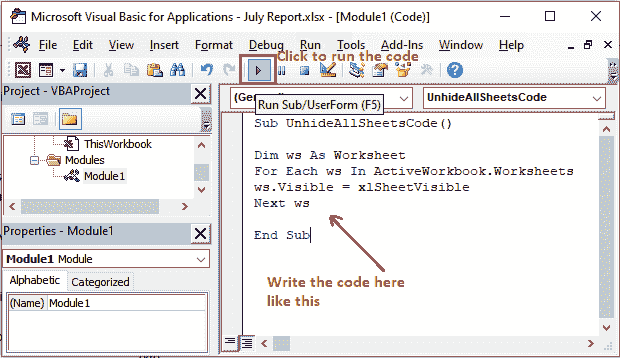 Microsoft Visual Basic for Applications - July Report.xlsx - [Module1 (Code)]
File Edit View Insert Format Debug Run Tools Add-Ins Window Help
Click to run the code
Project - VBAProject
(Ge
UnhideAllSheetsCode
Run Sub/UserForm (F5)
ThisWorkbook
Modules
Module1
Sub UnhideAllSheetsCode()
Dim ws As Worksheet
For Each ws In ActiveWorkbook.Worksheets
ws.Visible = xlSheetVisible
Next ws
End Sub
Properties - Module1
Module1 Module
Alphabetic Categorized
(Name) Module1
Write the code here
like this